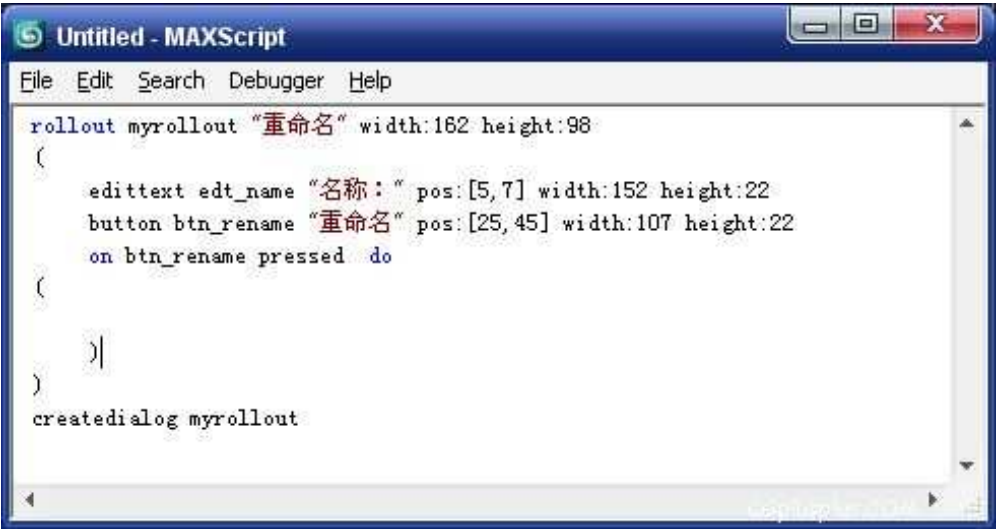 Untitled - MAXScript
File Edit Search Debugger Help
rollout myrollout "重命名" width:162 height:98
(
edittext edt_name "名称：" pos:[5,7] width:152 height:22
button btn_rename "重命名" pos:[25,45] width:107 height:22
on btn_rename pressed  do
(
)
)
createdialog myrollout